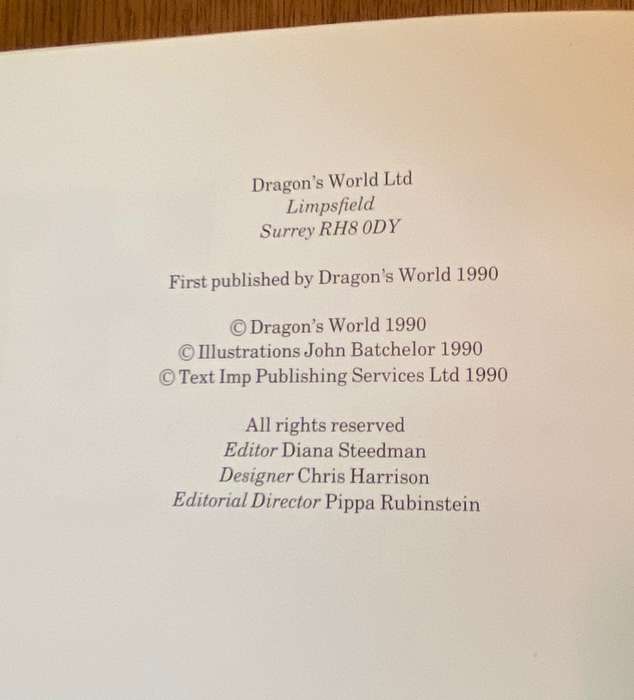 Dragon's World Ltd
Limpsfield
Surrey RH8 0DY
First published by Dragon's World 1990
© Dragon's World 1990
© Illustrations John Batchelor 1990
© Text Imp Publishing Services Ltd 1990
All rights reserved
Editor Diana Steedman
Designer Chris Harrison
Editorial Director Pippa Rubinstein